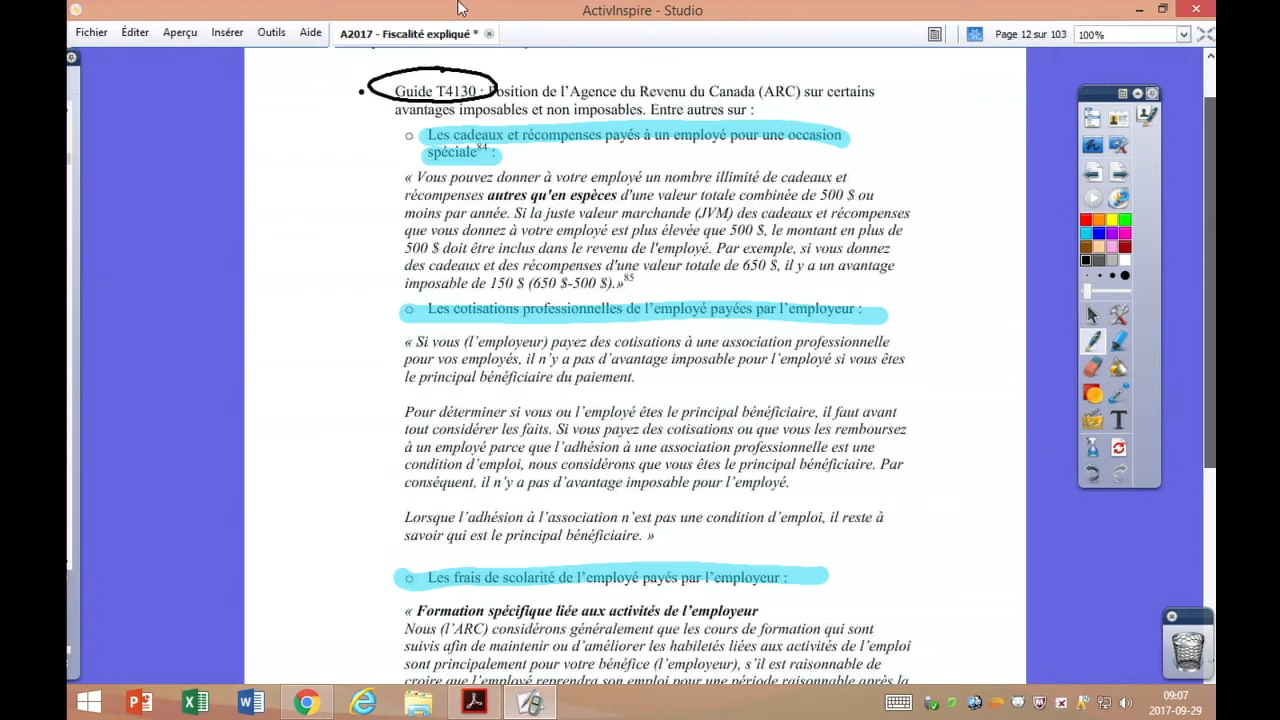 ActivInspire - Studio
Fichier Éditer Aperçu Insérer Outils Aide A2017 - Fiscalité expliqué * Page 12 sur 103 100%
• Guide T4130 : Position de l'Agence du Revenu du Canada (ARC) sur certains
avantages imposables et non imposables. Entre autres sur :
o Les cadeaux et récompenses payés à un employé pour une occasion
spéciale84 :
« Vous pouvez donner à votre employé un nombre illimité de cadeaux et
récompenses autres qu'en espèces d'une valeur totale combinée de 500 $ ou
moins par année. Si la juste valeur marchande (JVM) des cadeaux et récompenses
que vous donnez à votre employé est plus élevée que 500 $, le montant en plus de
500 $ doit être inclus dans le revenu de l'employé. Par exemple, si vous donnez
des cadeaux et des récompenses d'une valeur totale de 650 $, il y a un avantage
imposable de 150 $ (650 $-500 $).»85
o Les cotisations professionnelles de l'employé payées par l'employeur :
« Si vous (l'employeur) payez des cotisations à une association professionnelle
pour vos employés, il n'y a pas d'avantage imposable pour l'employé si vous êtes
le principal bénéficiaire du paiement.
Pour déterminer si vous ou l'employé êtes le principal bénéficiaire, il faut avant
tout considérer les faits. Si vous payez des cotisations ou que vous les remboursez
à un employé parce que l'adhésion à une association professionnelle est une
condition d'emploi, nous considérons que vous êtes le principal bénéficiaire. Par
conséquent, il n'y a pas d'avantage imposable pour l'employé.
Lorsque l'adhésion à l'association n'est pas une condition d'emploi, il reste à
savoir qui est le principal bénéficiaire. »
o Les frais de scolarité de l'employé payés par l'employeur :
« Formation spécifique liée aux activités de l'employeur
Nous (l'ARC) considérons généralement que les cours de formation qui sont
suivis afin de maintenir ou d'améliorer les habiletés liées aux activités de l'emploi
sont principalement pour votre bénéfice (l'employeur), s'il est raisonnable de
croire que l'employé reprendra son emploi pour une période raisonnable après la
09:07
2017-09-29